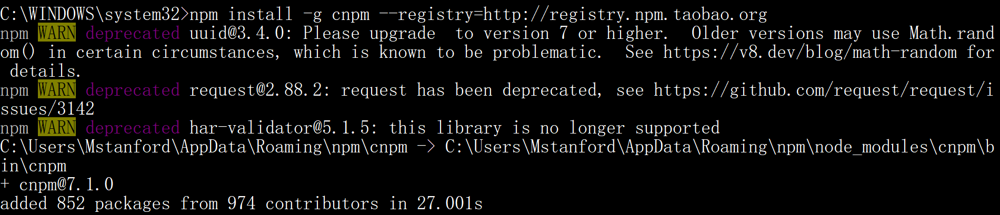 C:\WINDOWS\system32>npm install -g cnpm --registry=http://registry.npm.taobao.org
npm WARN deprecated uuid@3.4.0: Please upgrade  to version 7 or higher.  Older versions may use Math.rand
om() in certain circumstances, which is known to be problematic.  See https://v8.dev/blog/math-random for
 details.
npm WARN deprecated request@2.88.2: request has been deprecated, see https://github.com/request/request/i
ssues/3142
npm WARN deprecated har-validator@5.1.5: this library is no longer supported
C:\Users\Mstanford\AppData\Roaming\npm\cnpm -> C:\Users\Mstanford\AppData\Roaming\npm\node_modules\cnpm\b
in\cnpm
+ cnpm@7.1.0
added 852 packages from 974 contributors in 27.001s